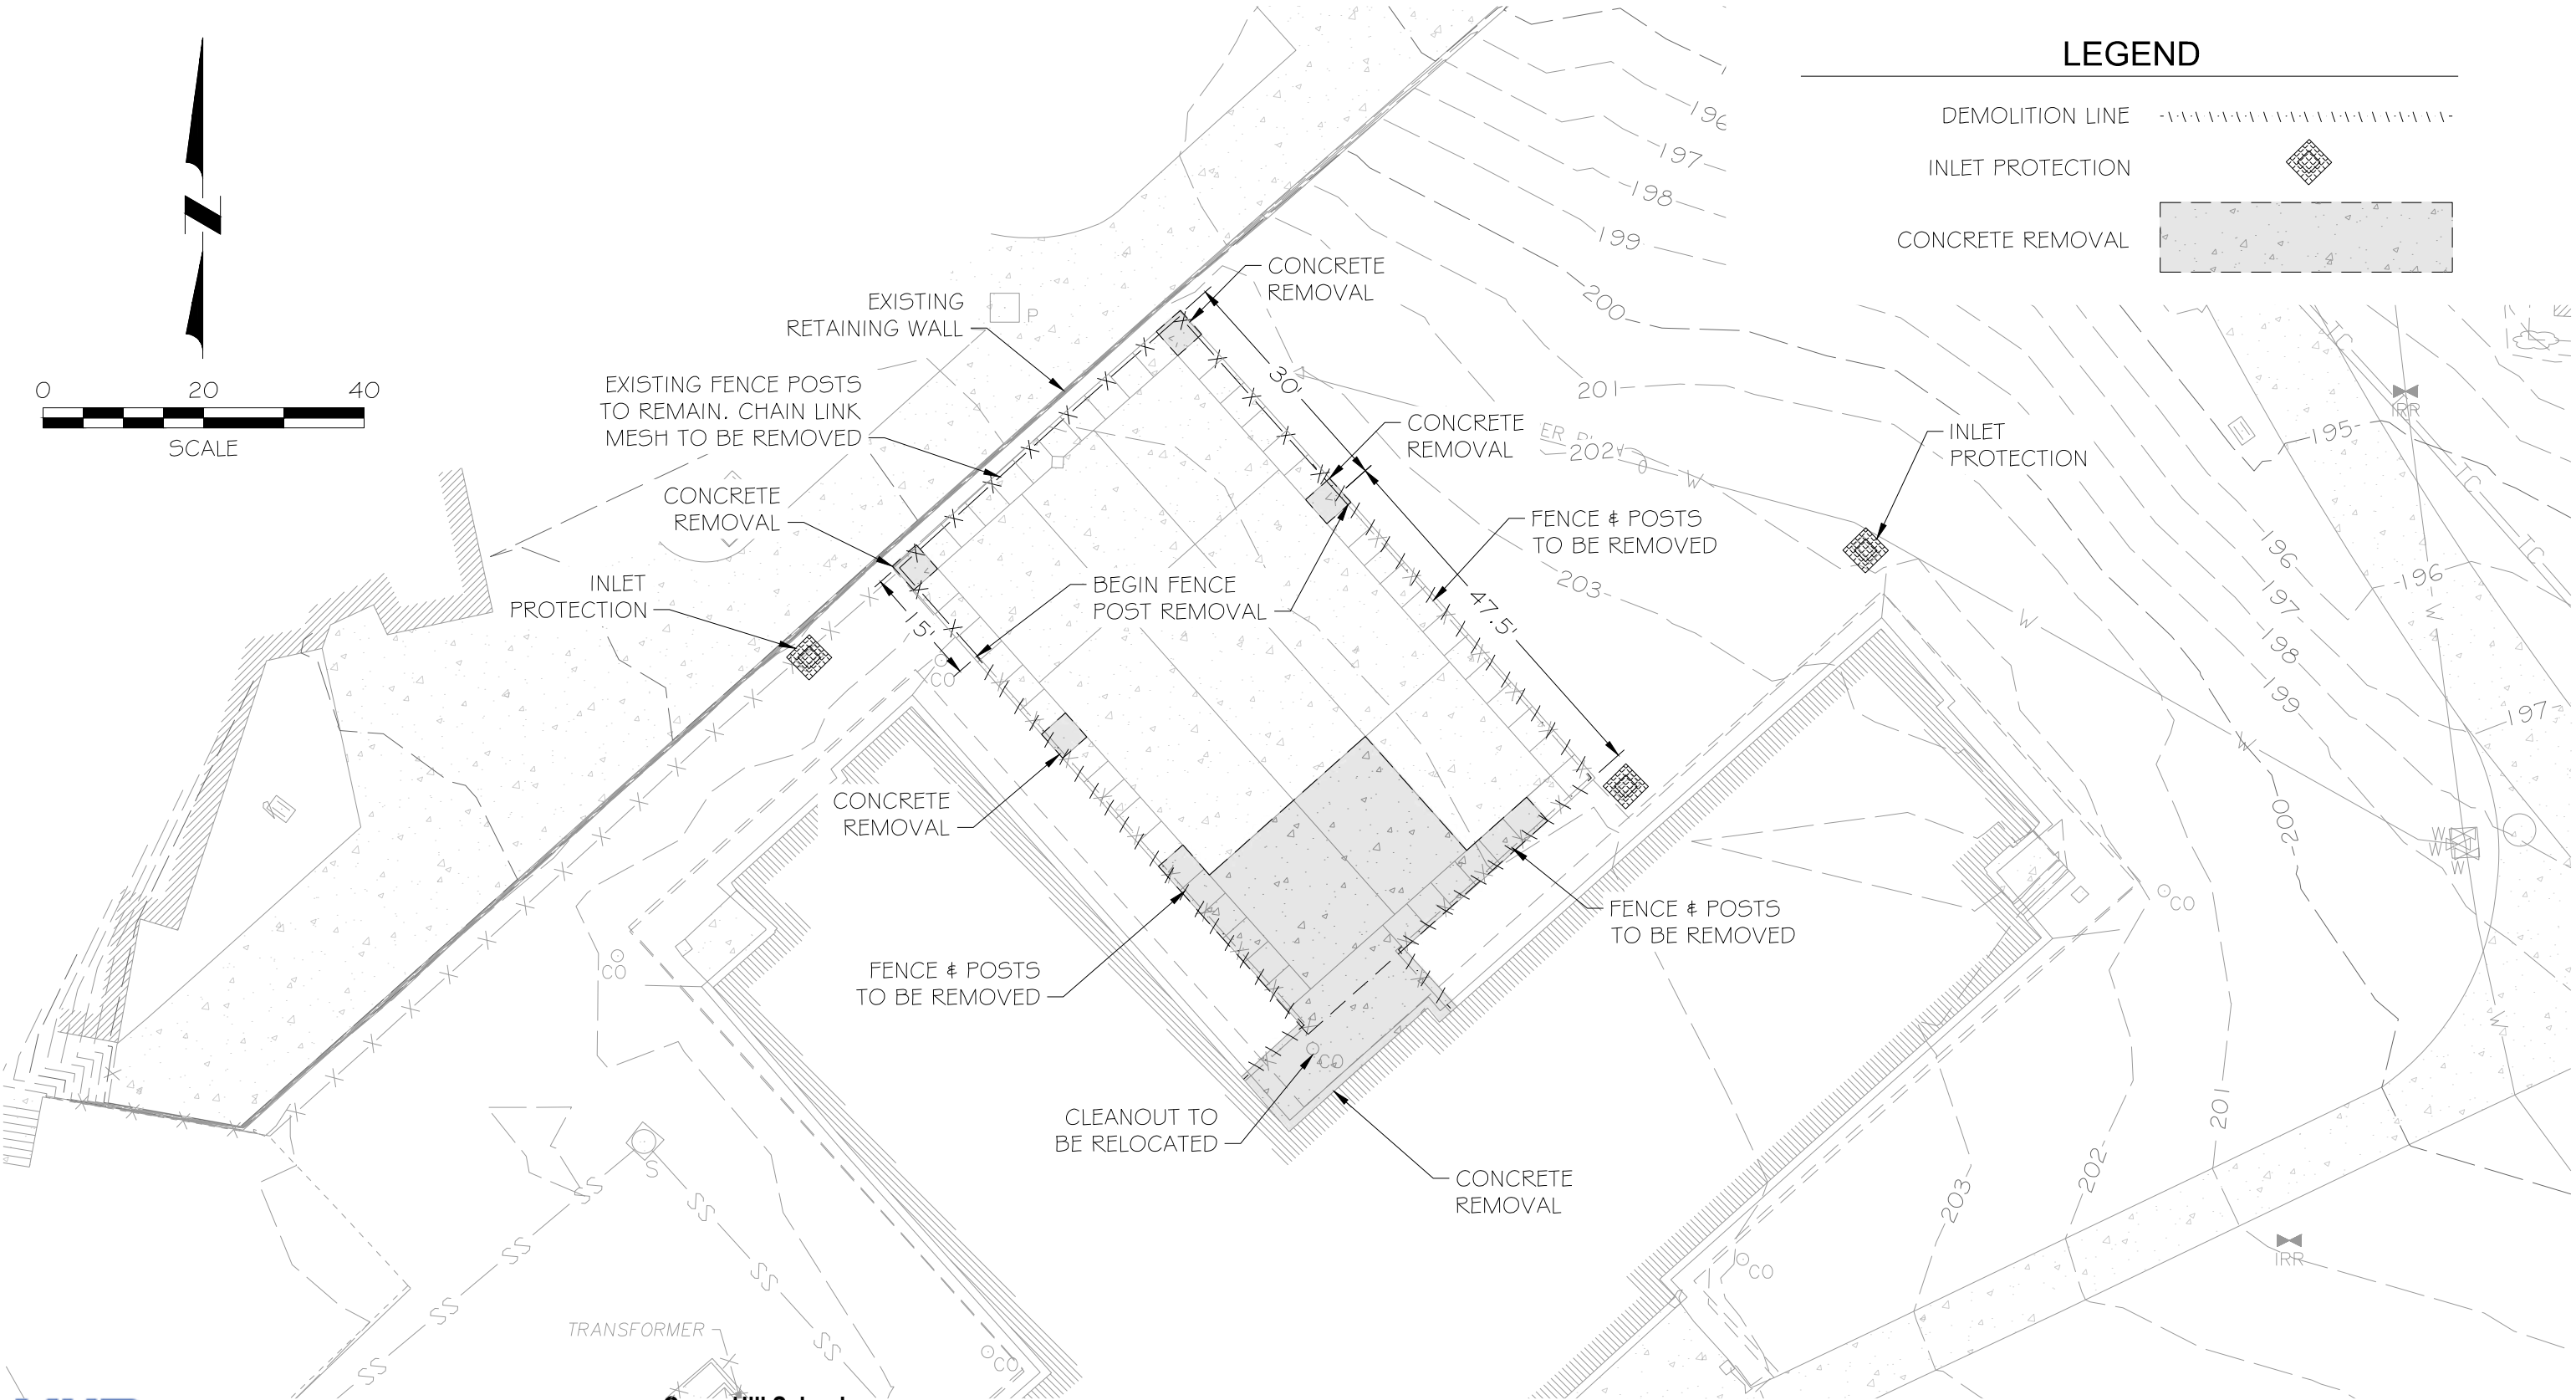 LEGEND
DEMOLITION LINE
INLET PROTECTION
CONCRETE REMOVAL
N
0 20 40
SCALE
196
197
198
199
200
201
202
203
CONCRETE
REMOVAL
EXISTING
RETAINING WALL
P
30'
EXISTING FENCE POSTS
TO REMAIN. CHAIN LINK
MESH TO BE REMOVED
CONCRETE
REMOVAL
INLET
PROTECTION
W
IRR
TC
TC
TC
195
196
W
CONCRETE
REMOVAL
FENCE & POSTS
TO BE REMOVED
INLET
PROTECTION
BEGIN FENCE
POST REMOVAL
47.5'
15'
CO
W
196
197
198
199
197
W
CONCRETE
REMOVAL
W
W
W
200
FENCE & POSTS
TO BE REMOVED
CO
CO
FENCE & POSTS
TO BE REMOVED
W
CO
CLEANOUT TO
BE RELOCATED
CONCRETE
REMOVAL
201
202
203
S
SS
SS
SS
SS
SS
SS
SS
IRR
CO
TRANSFORMER
CO